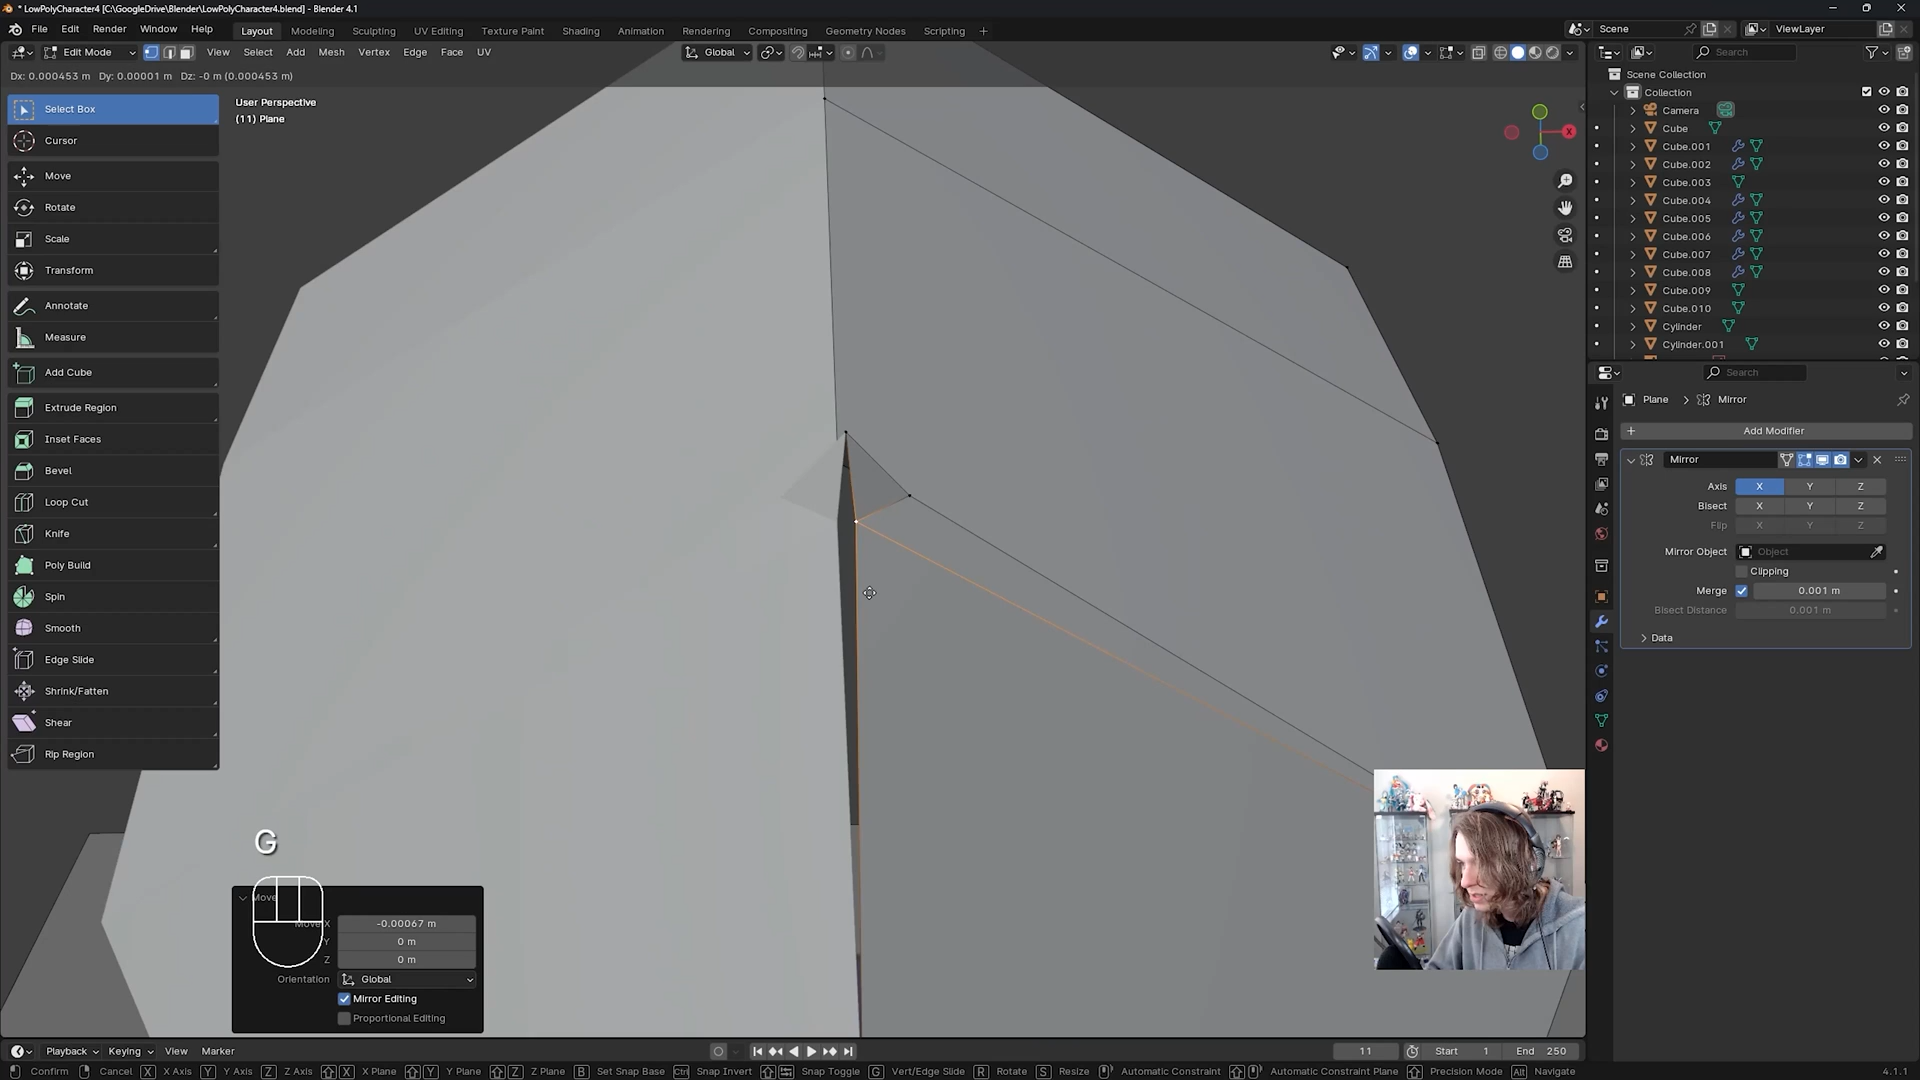 * LowPolyCharacter4 [C:\GoogleDrive\Blender\LowPolyCharacter4.blend] - Blender 4.1
File Edit Render Window Help Layout Modeling Sculpting UV Editing Texture Paint Shading Animation Rendering Compositing Geometry Nodes Scripting + Scene ViewLayer
Edit Mode View Select Add Mesh Vertex Edge Face UV Global Search
Dx: 0.000453 m Dy: 0.00001 m Dz: -0 m (0.000453 m)
User Perspective
(11) Plane
Select Box
Cursor
Move
Rotate
Scale
Transform
Annotate
Measure
Add Cube
Extrude Region
Inset Faces
Bevel
Loop Cut
Knife
Poly Build
Spin
Smooth
Edge Slide
Shrink/Fatten
Shear
Rip Region
X
Scene Collection
Collection
Camera
Cube
Cube.001
Cube.002
Cube.003
Cube.004
Cube.005
Cube.006
Cube.007
Cube.008
Cube.009
Cube.010
Cylinder
Cylinder.001
Search
Plane > Mirror
+ Add Modifier
Mirror
Axis X Y Z
Bisect X Y Z
Flip X Y Z
Mirror Object Object
Clipping
Merge 0.001 m
Bisect Distance 0.001 m
Data
G
Move
Move X -0.00067 m
Y 0 m
Z 0 m
Orientation Global
Mirror Editing
Proportional Editing
Playback Keying View Marker 11 Start 1 End 250
Confirm Cancel X X Axis Y Y Axis Z Z Axis X X Plane Y Y Plane Z Z Plane B Set Snap Base Ctrl Snap Invert Snap Toggle G Vert/Edge Slide R Rotate S Resize Automatic Constraint Automatic Constraint Plane Precision Mode Alt Navigate 4.1.1